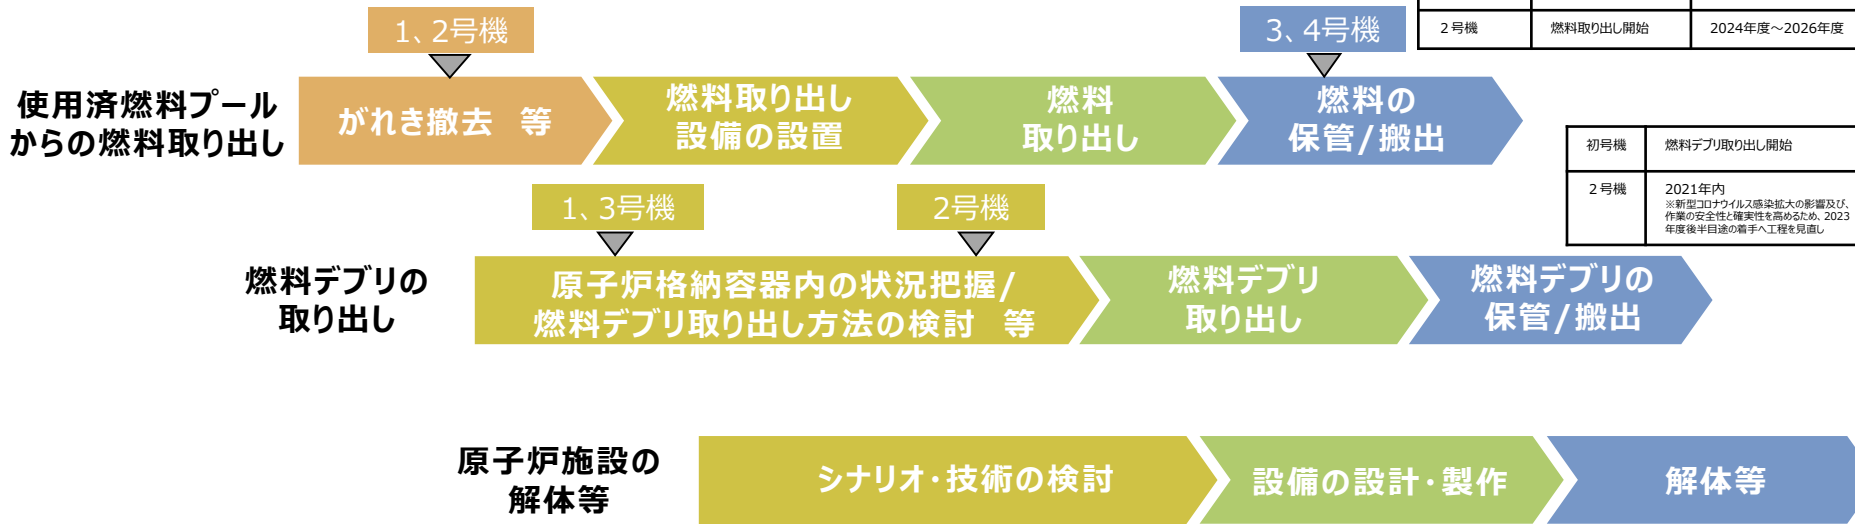 1、2号機
3、4号機
2号機
燃料取り出し開始
2024年度～2026年度
使用済燃料プール
からの燃料取り出し
がれき撤去　等
燃料取り出し
設備の設置
燃料
取り出し
燃料の
保管/搬出
初号機
燃料デブリ取り出し開始
2号機
2021年内
※新型コロナウイルス感染拡大の影響及び、
作業の安全性と確実性を高めるため、2023
年度後半目途の着手へ工程を見直し
1、3号機
2号機
燃料デブリの
取り出し
原子炉格納容器内の状況把握/
燃料デブリ取り出し方法の検討　等
燃料デブリ
取り出し
燃料デブリの
保管/搬出
原子炉施設の
解体等
シナリオ・技術の検討
設備の設計・製作
解体等